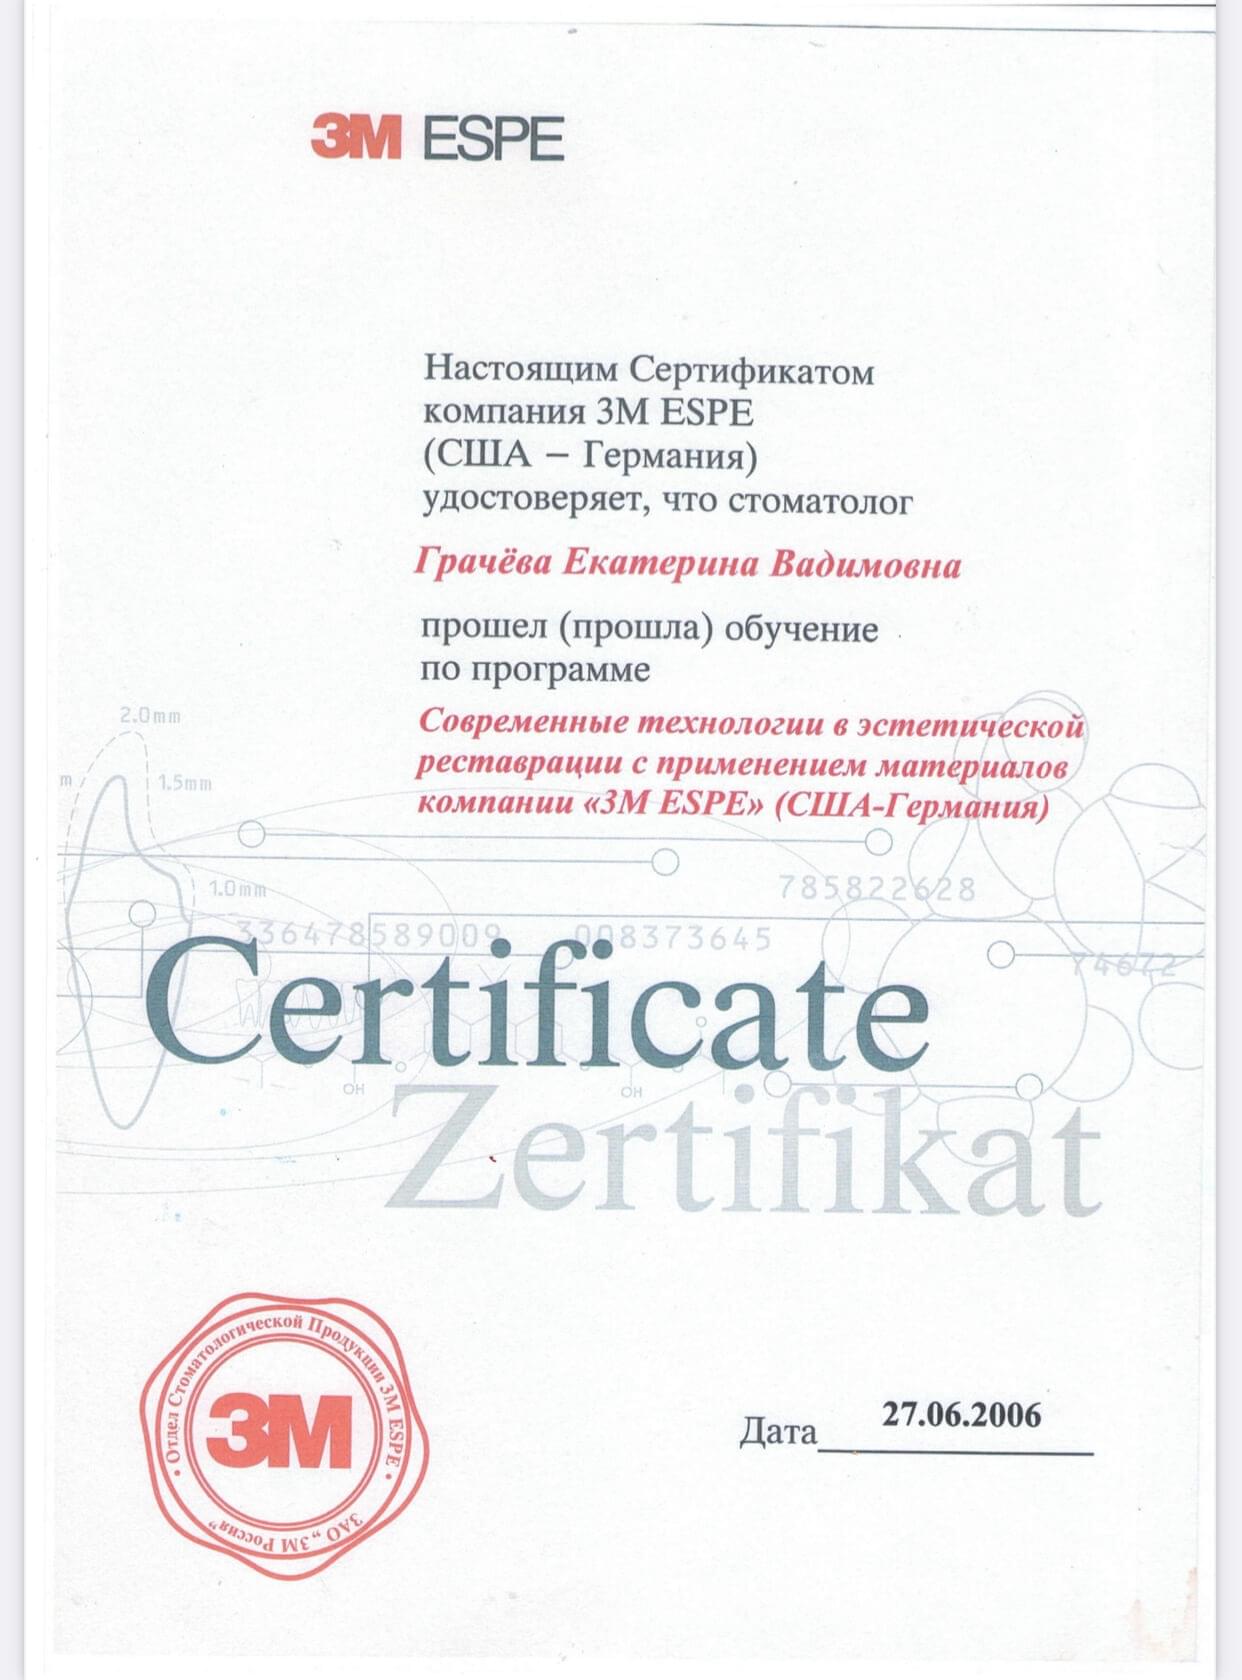 3M ESPE
Настоящим Сертификатом
компания 3M ESPE
(США – Германия)
удостоверяет, что стоматолог
Грачёва Екатерина Вадимовна
прошел (прошла) обучение
по программе
Современные технологии в эстетической
реставрации с применением материалов
компании «3M ESPE» (США-Германия)
2.0mm
m
1.5mm
1.0mm
785822628
336478589009
008373645
74672
Certificate
OH
OH
Zertifikat
• Отдел Стоматологической Продукции 3M ESPE •
3M
ЗАО „3M Россия”
Дата 27.06.2006